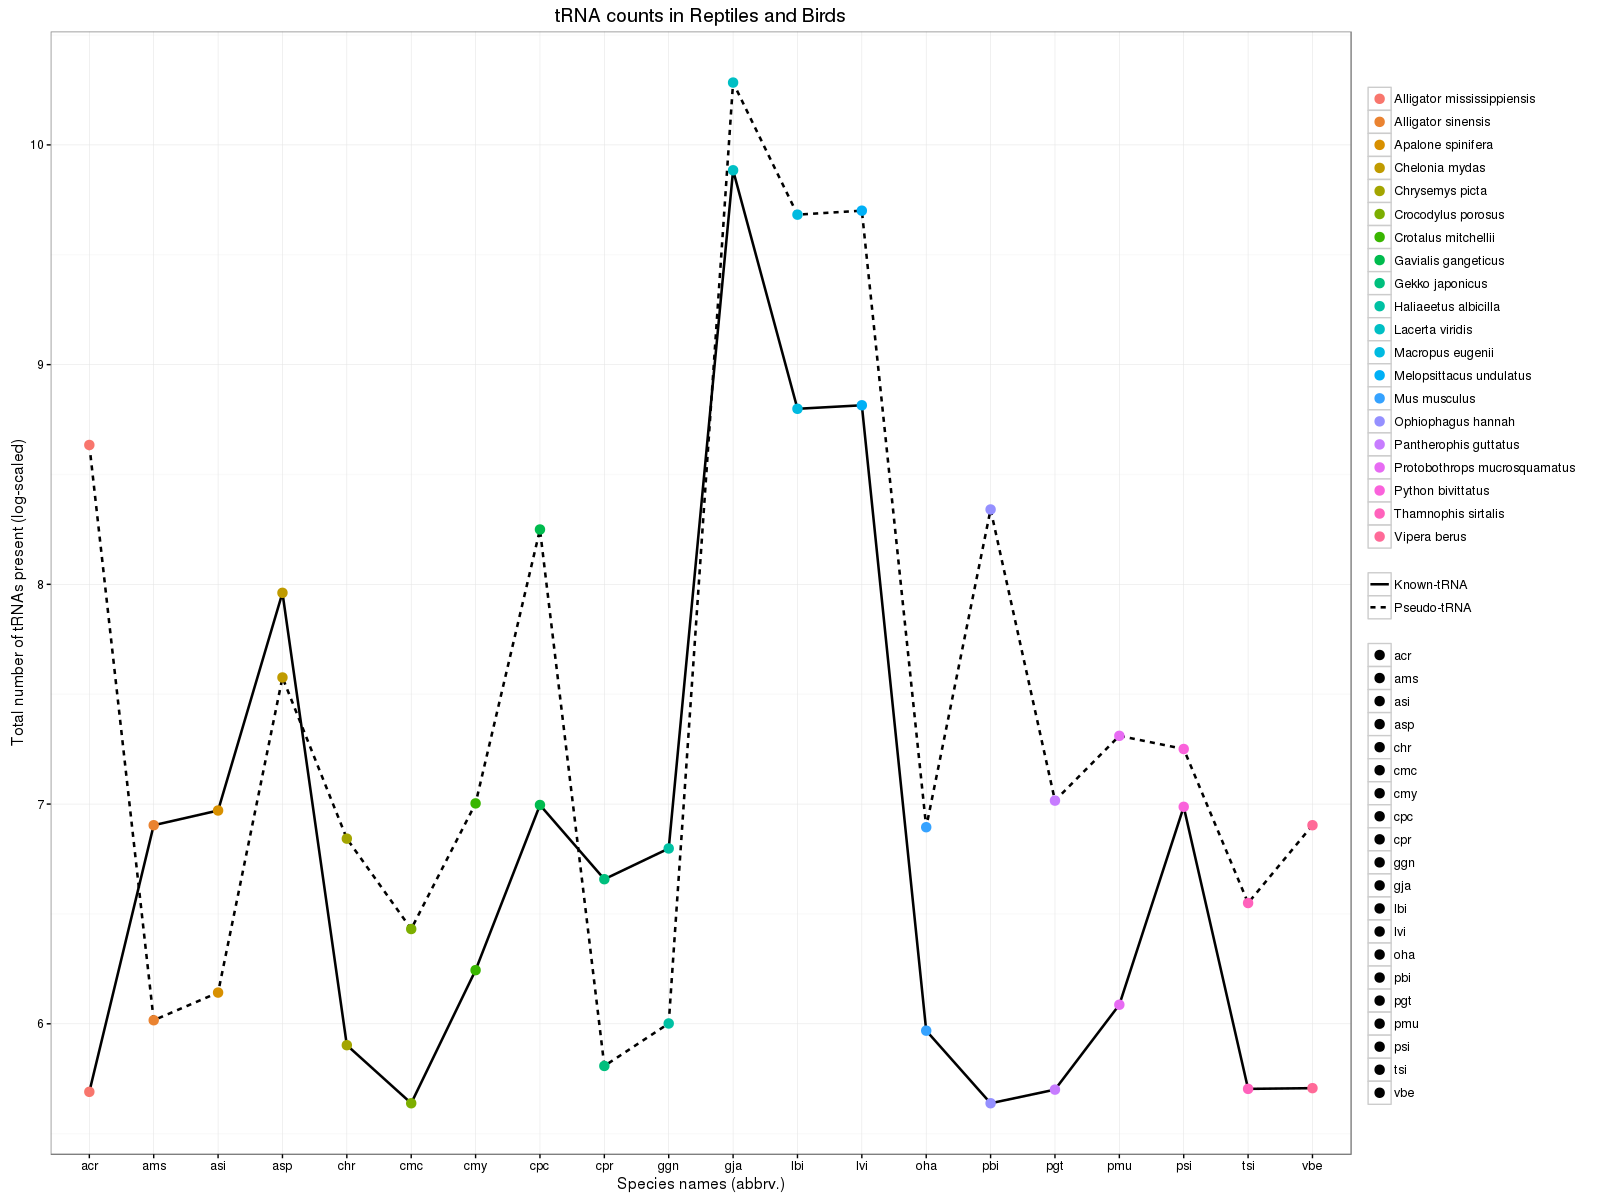 tRNA counts in Reptiles and Birds
Total number of tRNAs present (log-scaled)
10
9
8
7
6
acr ams asi asp chr cmc cmy cpc cpr ggn gja lbi lvi oha pbi pgt pmu psi tsi vbe
Species names (abbrv.)
Alligator mississippiensis
Alligator sinensis
Apalone spinifera
Chelonia mydas
Chrysemys picta
Crocodylus porosus
Crotalus mitchellii
Gavialis gangeticus
Gekko japonicus
Haliaeetus albicilla
Lacerta viridis
Macropus eugenii
Melopsittacus undulatus
Mus musculus
Ophiophagus hannah
Pantherophis guttatus
Protobothrops mucrosquamatus
Python bivittatus
Thamnophis sirtalis
Vipera berus
Known-tRNA
Pseudo-tRNA
acr
ams
asi
asp
chr
cmc
cmy
cpc
cpr
ggn
gja
lbi
lvi
oha
pbi
pgt
pmu
psi
tsi
vbe